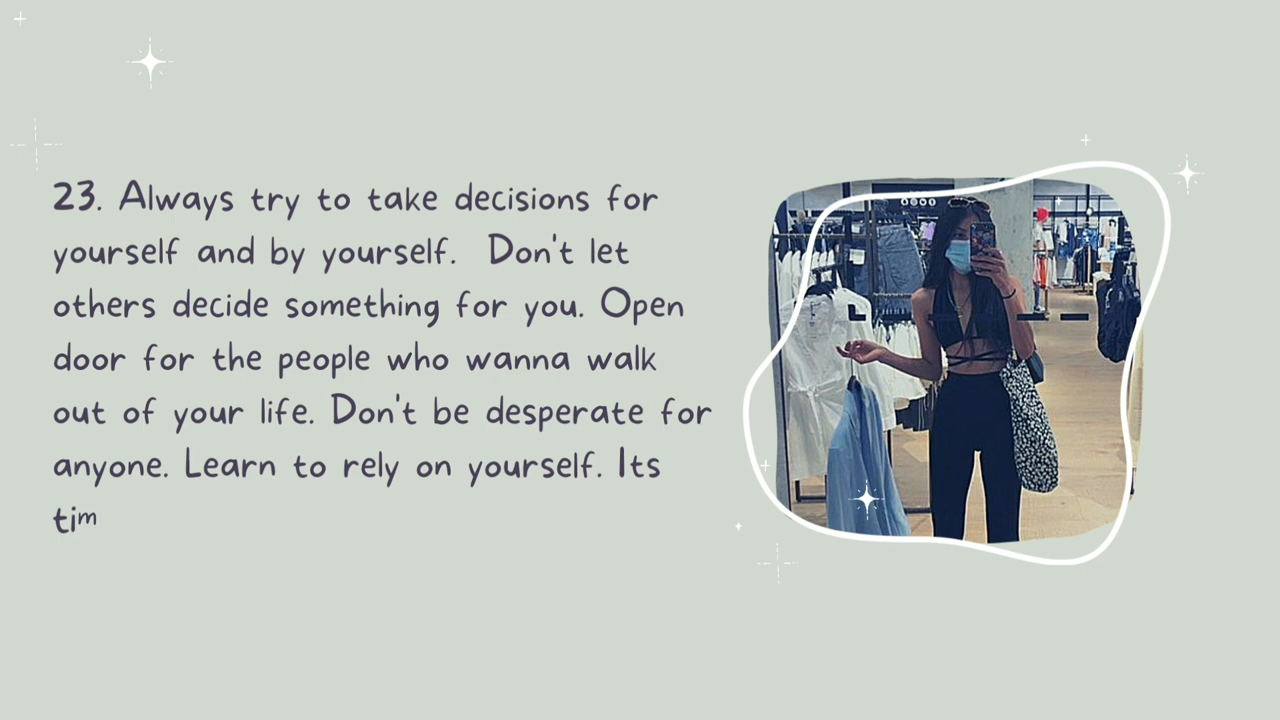 23. Always try to take decisions for
yourself and by yourself.  Don't let
others decide something for you. Open
door for the people who wanna walk
out of your life. Don't be desperate for
anyone. Learn to rely on yourself. Its
tim